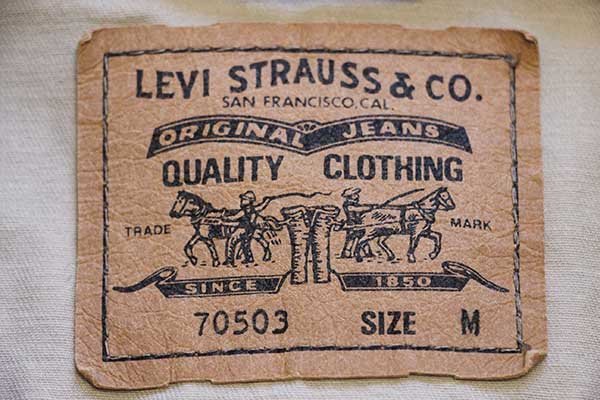 LEVI STRAUSS & CO.
SAN FRANCISCO, CAL.
ORIGINAL JEANS
QUALITY CLOTHING
TRADE MARK
SINCE 1850
70503 SIZE M